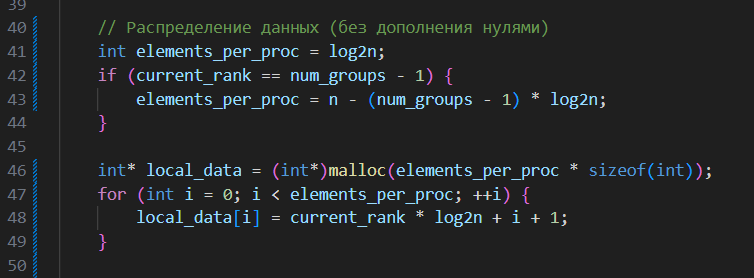 39
40 // Распределение данных (без дополнения нулями)
41 int elements_per_proc = log2n;
42 if (current_rank == num_groups - 1) {
43 elements_per_proc = n - (num_groups - 1) * log2n;
44 }
45
46 int* local_data = (int*)malloc(elements_per_proc * sizeof(int));
47 for (int i = 0; i < elements_per_proc; ++i) {
48 local_data[i] = current_rank * log2n + i + 1;
49 }
50